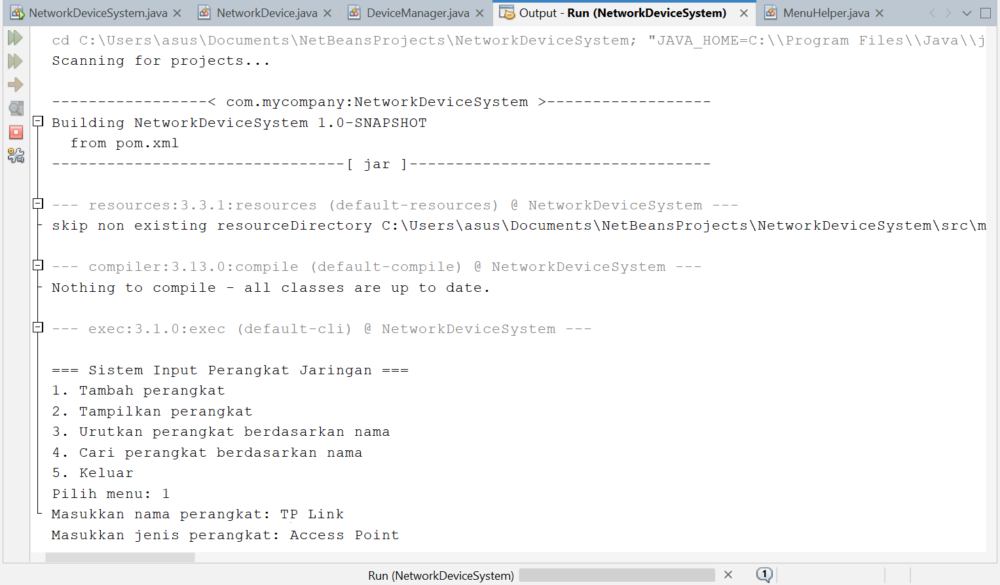 NetworkDeviceSystem.java NetworkDevice.java DeviceManager.java Output - Run (NetworkDeviceSystem) MenuHelper.java
cd C:\Users\asus\Documents\NetBeansProjects\NetworkDeviceSystem; "JAVA_HOME=C:\\Program Files\\Java\\j
Scanning for projects...
-----------------< com.mycompany:NetworkDeviceSystem >------------------
Building NetworkDeviceSystem 1.0-SNAPSHOT
from pom.xml
--------------------------------[ jar ]---------------------------------
--- resources:3.3.1:resources (default-resources) @ NetworkDeviceSystem ---
skip non existing resourceDirectory C:\Users\asus\Documents\NetBeansProjects\NetworkDeviceSystem\src\m
--- compiler:3.13.0:compile (default-compile) @ NetworkDeviceSystem ---
Nothing to compile - all classes are up to date.
--- exec:3.1.0:exec (default-cli) @ NetworkDeviceSystem ---
=== Sistem Input Perangkat Jaringan ===
1. Tambah perangkat
2. Tampilkan perangkat
3. Urutkan perangkat berdasarkan nama
4. Cari perangkat berdasarkan nama
5. Keluar
Pilih menu: 1
Masukkan nama perangkat: TP Link
Masukkan jenis perangkat: Access Point
Run (NetworkDeviceSystem) 1